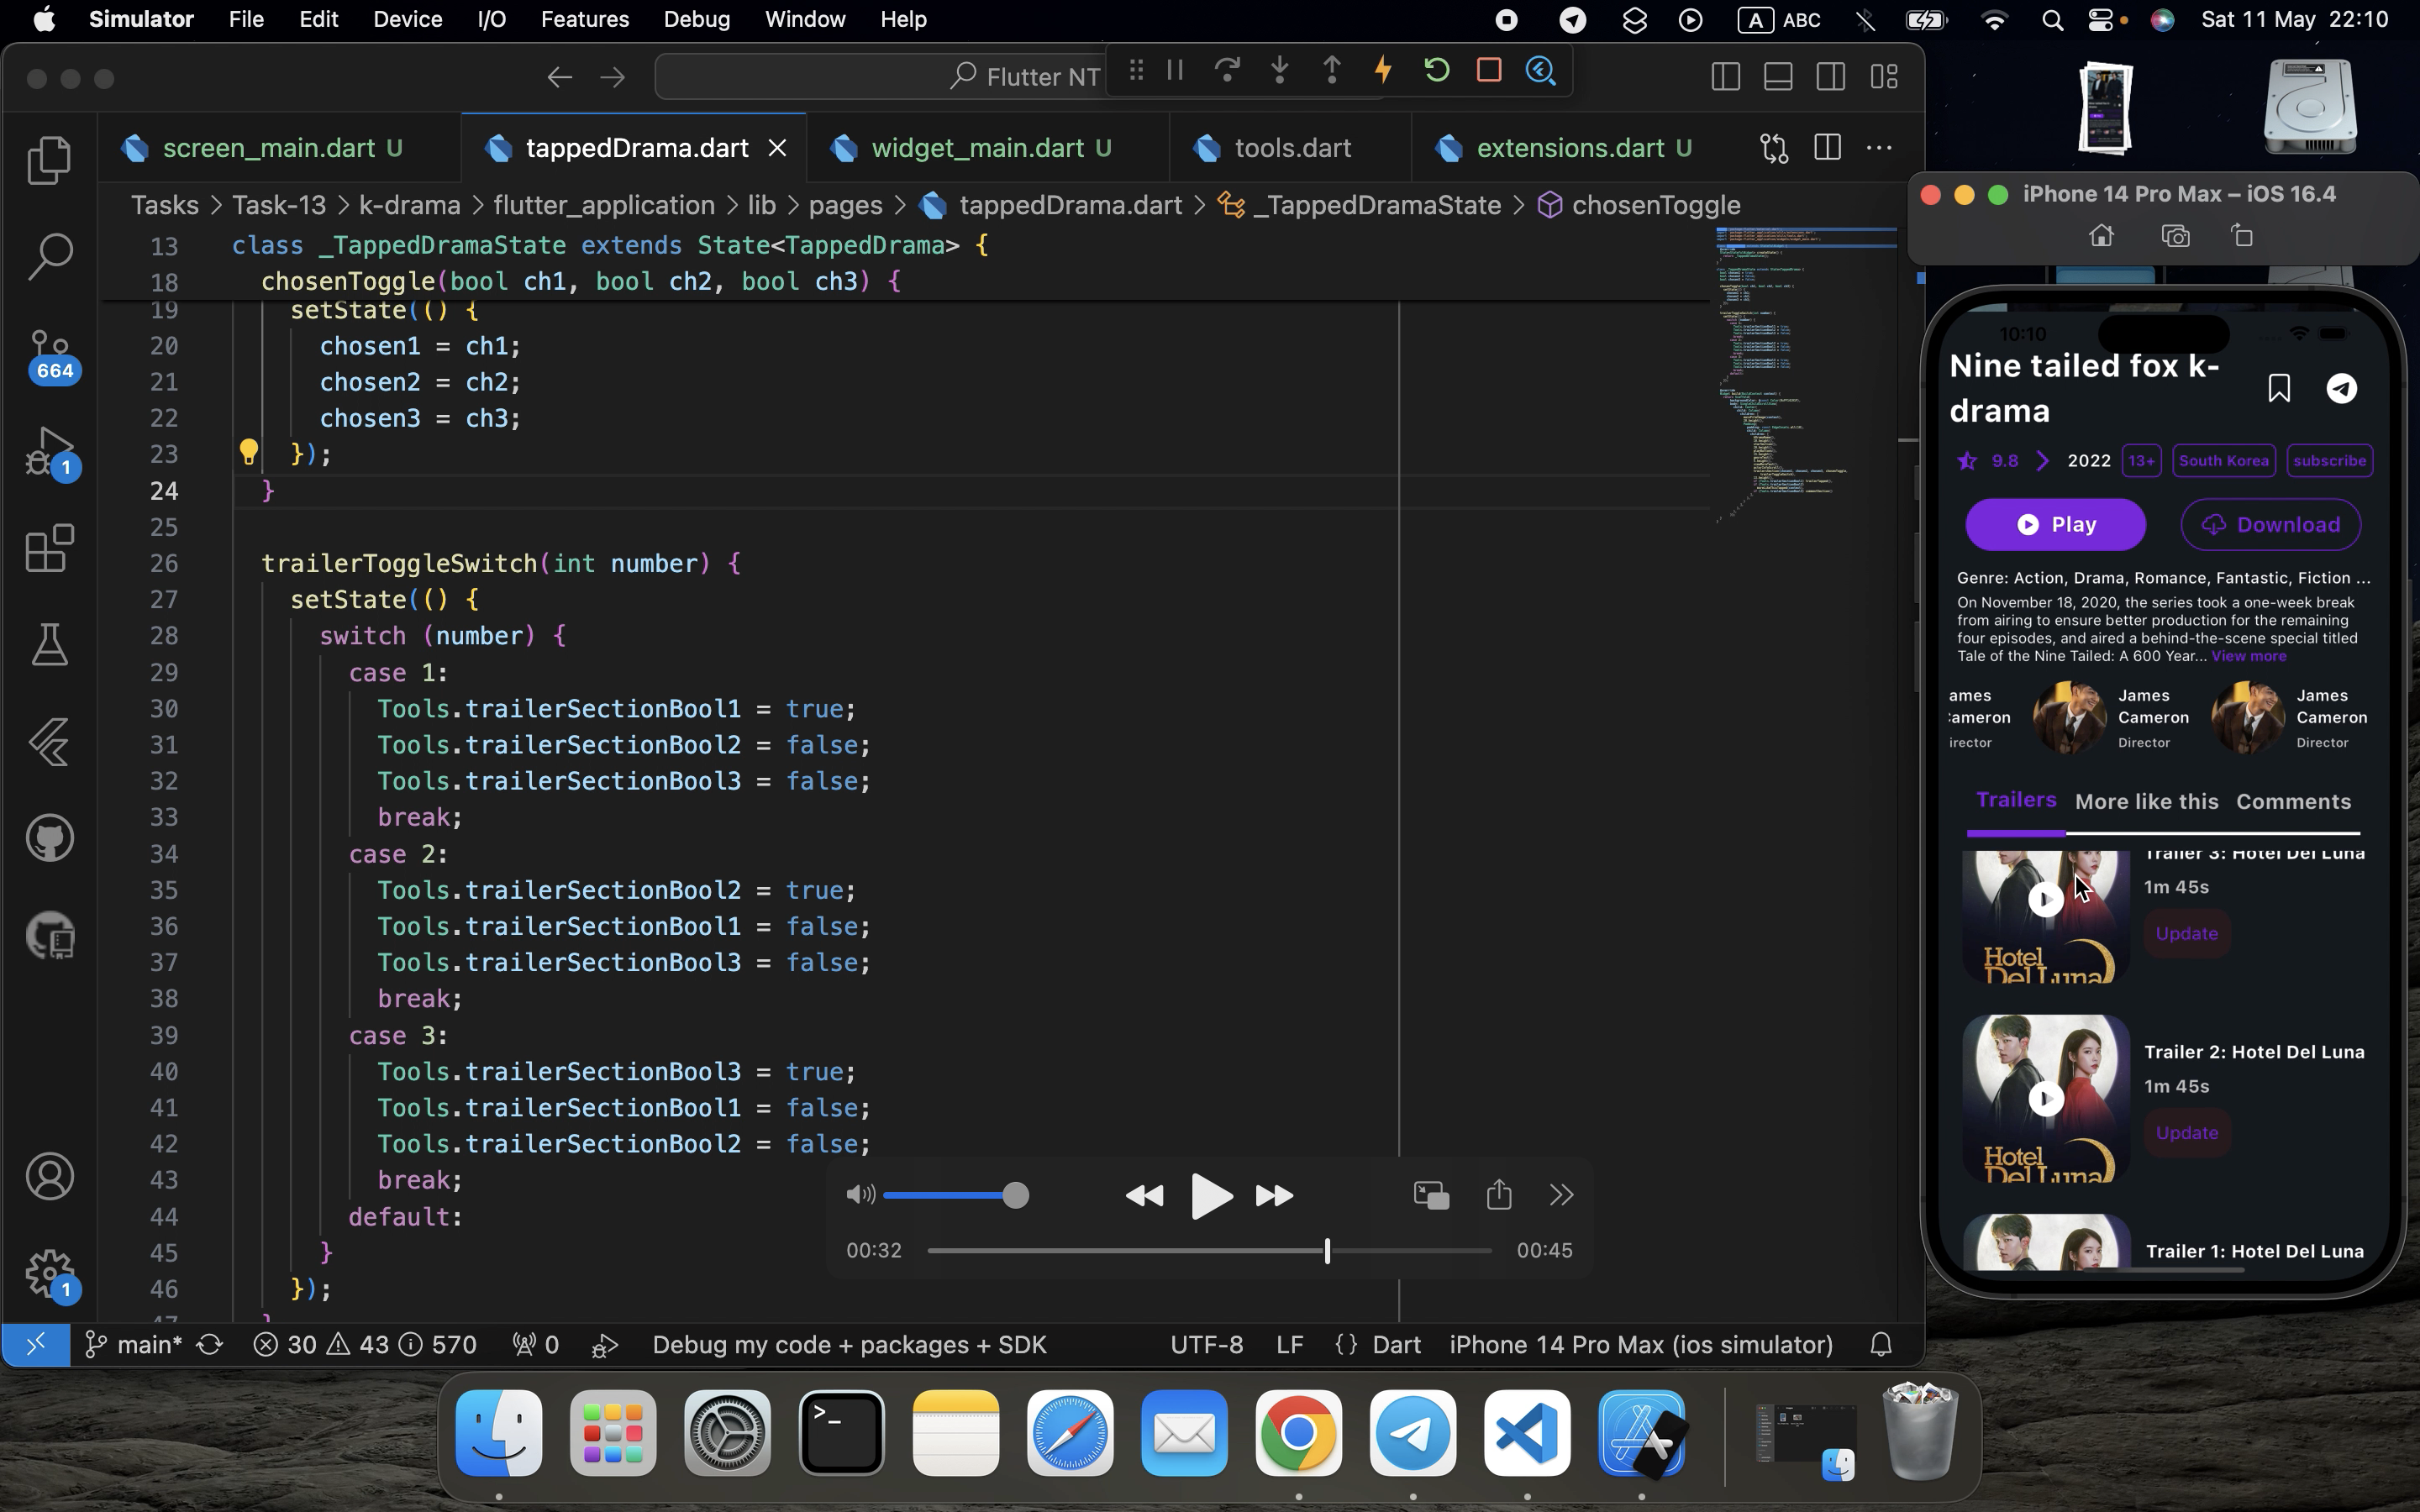 Simulator File Edit Device I/O Features Debug Window Help A ABC Sat 11 May 22:10
Flutter NT
screen_main.dart U tappedDrama.dart widget_main.dart U tools.dart extensions.dart U
Tasks > Task-13 > k-drama > flutter_application > lib > pages > tappedDrama.dart > _TappedDramaState > chosenToggle
13 class _TappedDramaState extends State<TappedDrama> {
18 chosenToggle(bool ch1, bool ch2, bool ch3) {
19 setState(() {
20 chosen1 = ch1;
21 chosen2 = ch2;
22 chosen3 = ch3;
23 });
24 }
25
26 trailerToggleSwitch(int number) {
27 setState(() {
28 switch (number) {
29 case 1:
30 Tools.trailerSectionBool1 = true;
31 Tools.trailerSectionBool2 = false;
32 Tools.trailerSectionBool3 = false;
33 break;
34 case 2:
35 Tools.trailerSectionBool2 = true;
36 Tools.trailerSectionBool1 = false;
37 Tools.trailerSectionBool3 = false;
38 break;
39 case 3:
40 Tools.trailerSectionBool3 = true;
41 Tools.trailerSectionBool1 = false;
42 Tools.trailerSectionBool2 = false;
43 break;
44 default:
45 }
46 });
47 }
664
1
1
00:32 00:45
main* 30 43 570 0 Debug my code + packages + SDK UTF-8 LF {} Dart iPhone 14 Pro Max (ios simulator)
iPhone 14 Pro Max – iOS 16.4
10:10
Nine tailed fox k-
drama
9.8 2022 13+ South Korea subscribe
Play Download
Genre: Action, Drama, Romance, Fantastic, Fiction ...
On November 18, 2020, the series took a one-week break
from airing to ensure better production for the remaining
four episodes, and aired a behind-the-scene special titled
Tale of the Nine Tailed: A 600 Year... View more
ames James James
ameron Cameron Cameron
irector Director Director
Trailers More like this Comments
Trailer 3: Hotel Del Luna
1m 45s
Update
Hotel
Del Luna
Trailer 2: Hotel Del Luna
1m 45s
Update
Hotel
Del Luna
Trailer 1: Hotel Del Luna